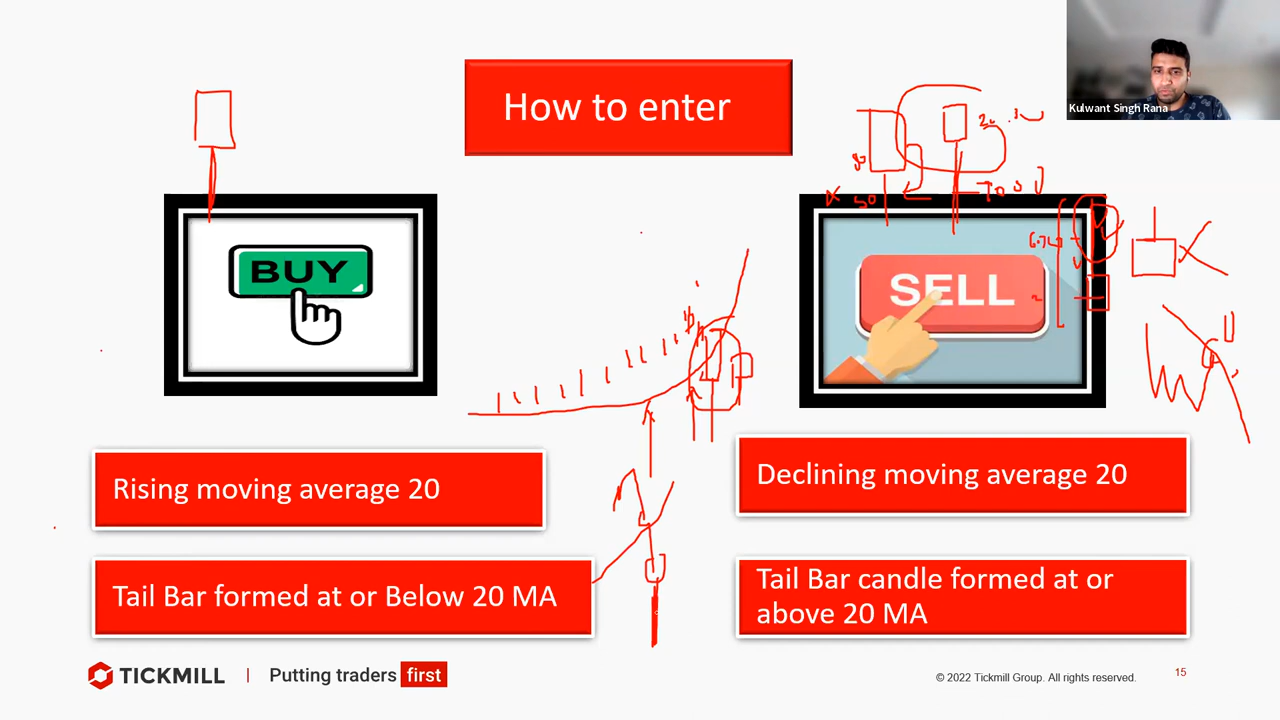 How to enter
Kulwant Singh Rana
BUY
SELL
Rising moving average 20
Declining moving average 20
Tail Bar formed at or Below 20 MA
Tail Bar candle formed at or
above 20 MA
TICKMILL | Putting traders first
© 2022 Tickmill Group. All rights reserved.
15